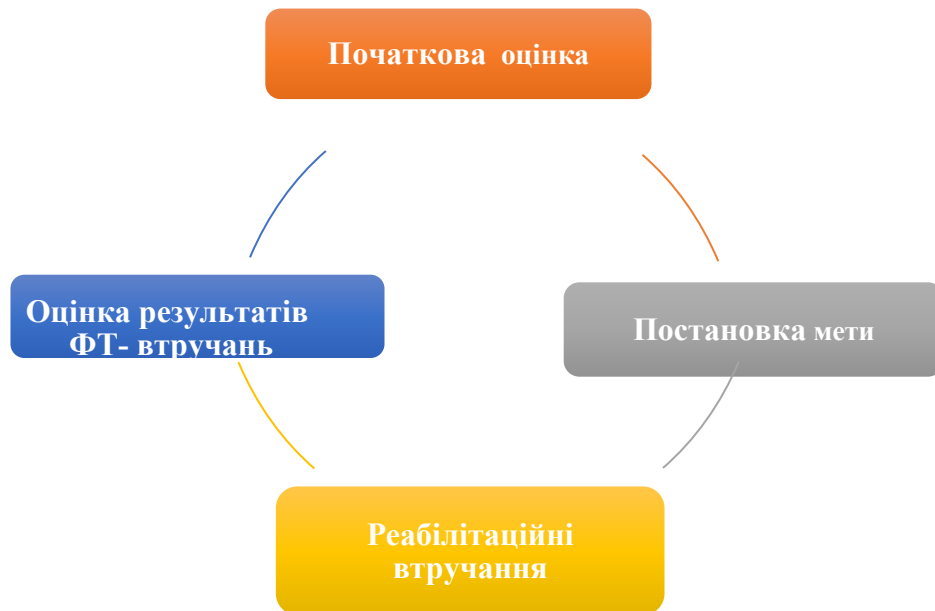 Початкова оцінка
Оцінка результатів
ФТ- втручань
Постановка мети
Реабілітаційні
втручання